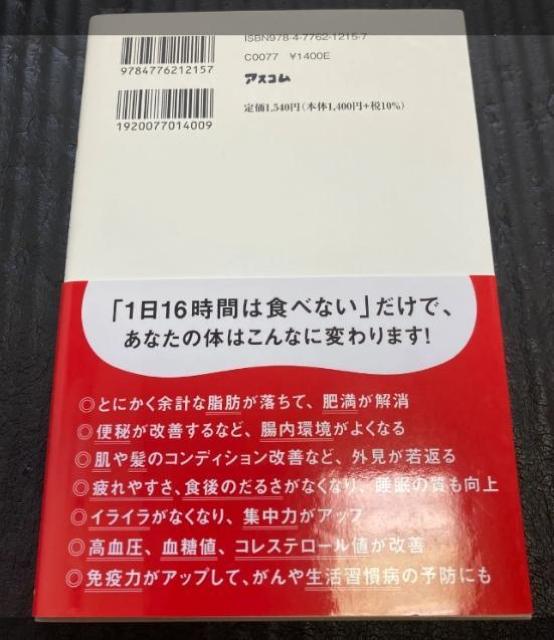 ISBN978-4-7762-1215-7
9784776212157
C0077 ¥1400E
アスコム
定価1,540円(本体1,400円+税10%)
1920077014009
「1日16時間は食べない」だけで、
あなたの体はこんなに変わります!
◎とにかく余計な脂肪が落ちて、肥満が解消
◎便秘が改善するなど、腸内環境がよくなる
◎肌や髪のコンディション改善など、外見が若返る
◎疲れやすさ、食後のだるさがなくなり、睡眠の質も向上
◎イライラがなくなり、集中力がアップ
◎高血圧、血糖値、コレステロール値が改善
◎免疫力がアップして、がんや生活習慣病の予防にも